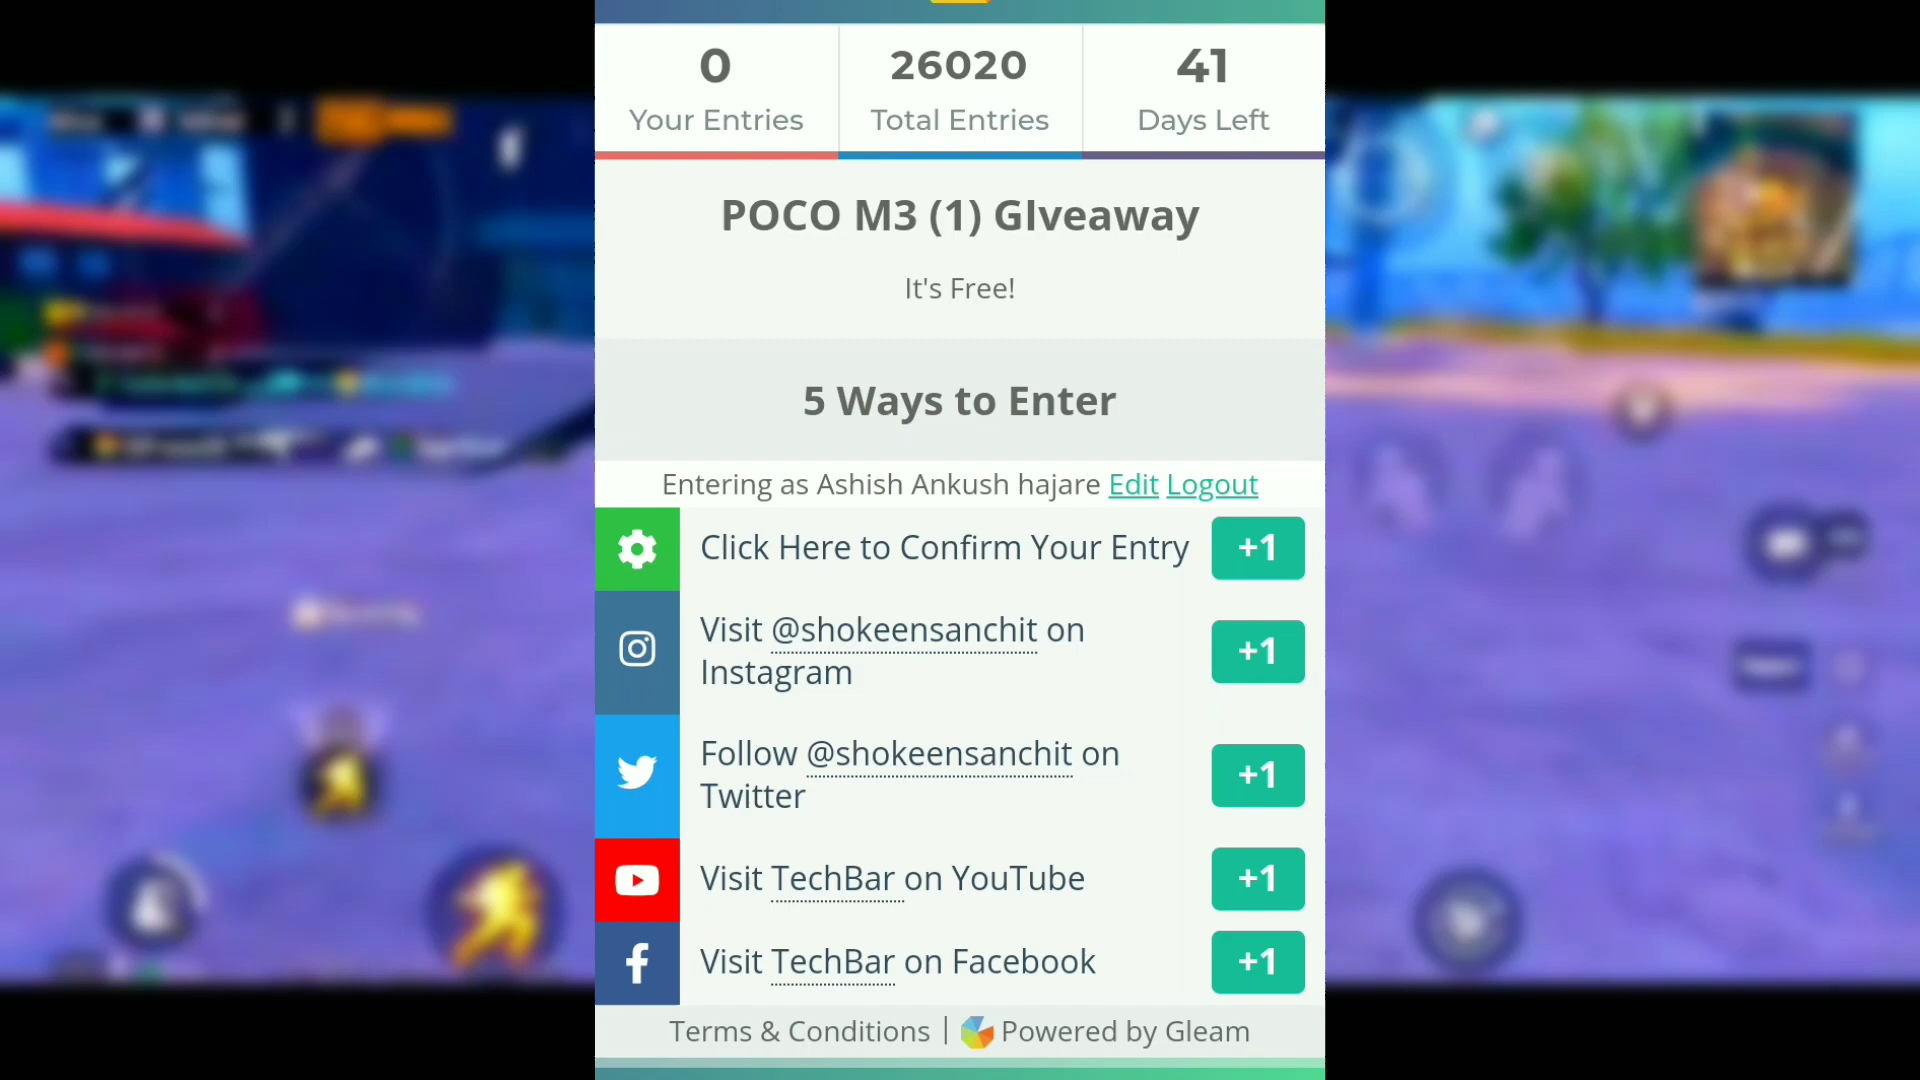 0
Your Entries
26020
Total Entries
41
Days Left
POCO M3 (1) GIveaway
It's Free!
5 Ways to Enter
Entering as Ashish Ankush hajare Edit Logout
Click Here to Confirm Your Entry +1
Visit @shokeensanchit on
Instagram
+1
Follow @shokeensanchit on
Twitter
+1
Visit TechBar on YouTube +1
Visit TechBar on Facebook +1
Terms & Conditions | Powered by Gleam